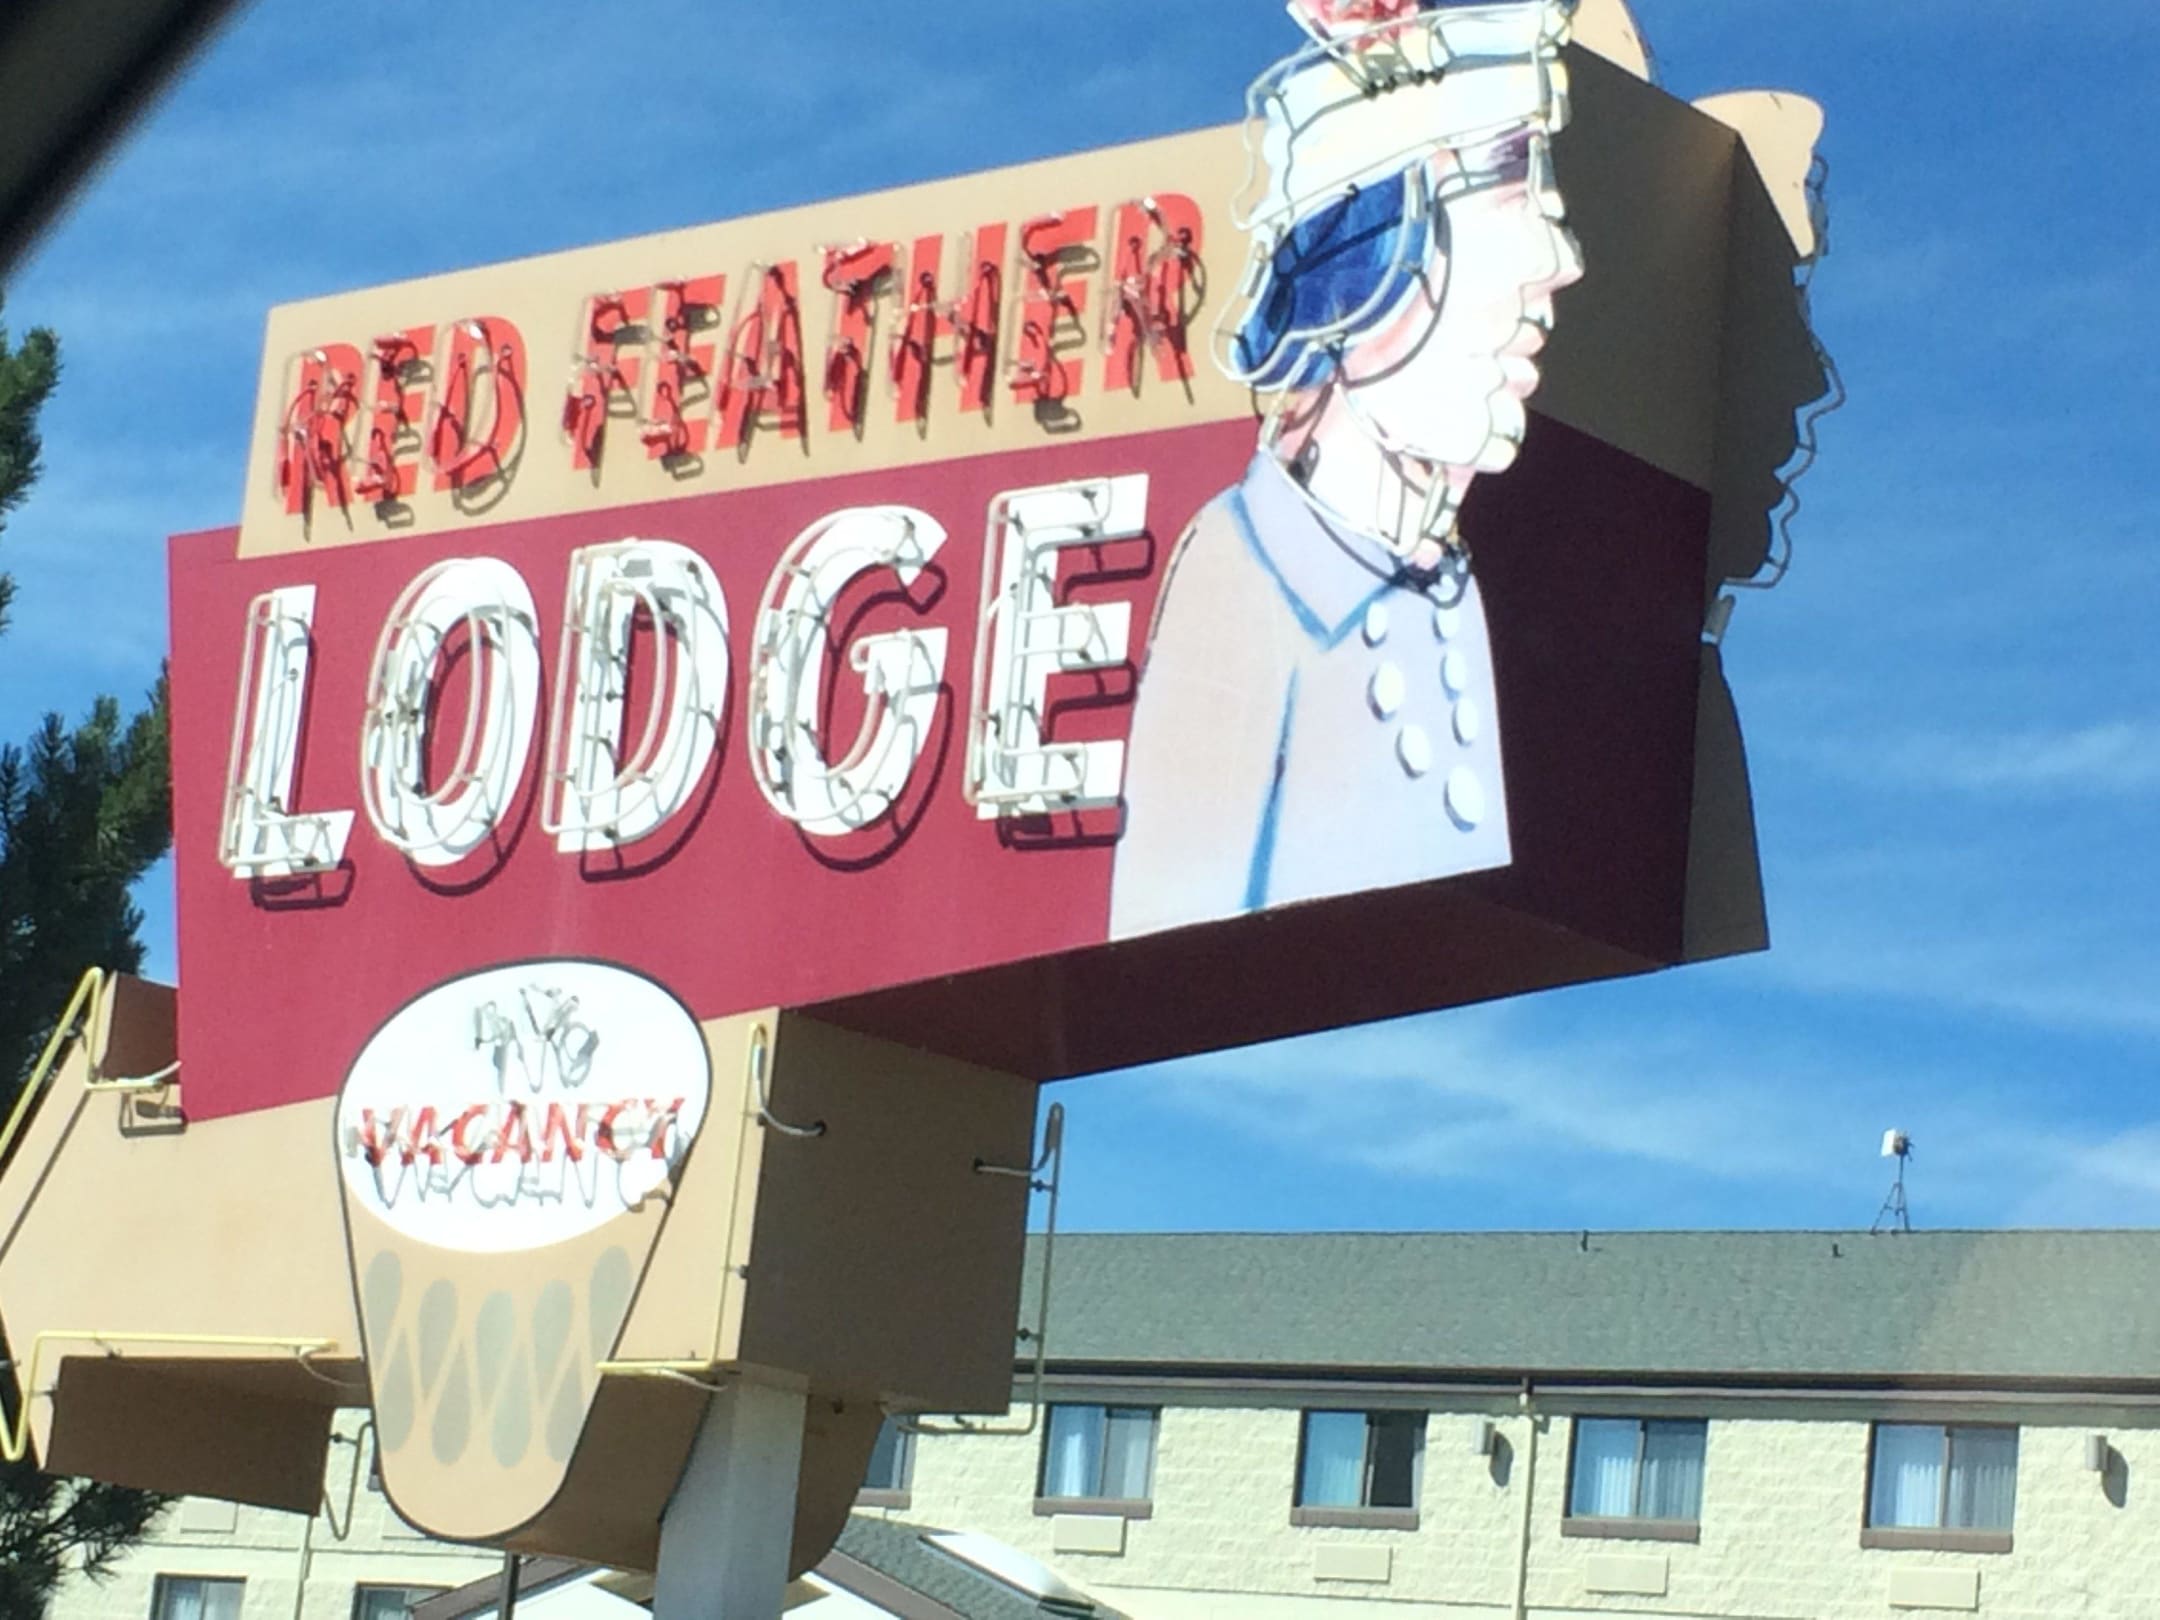 RED FEATHER
LODGE
NO
VACANCY